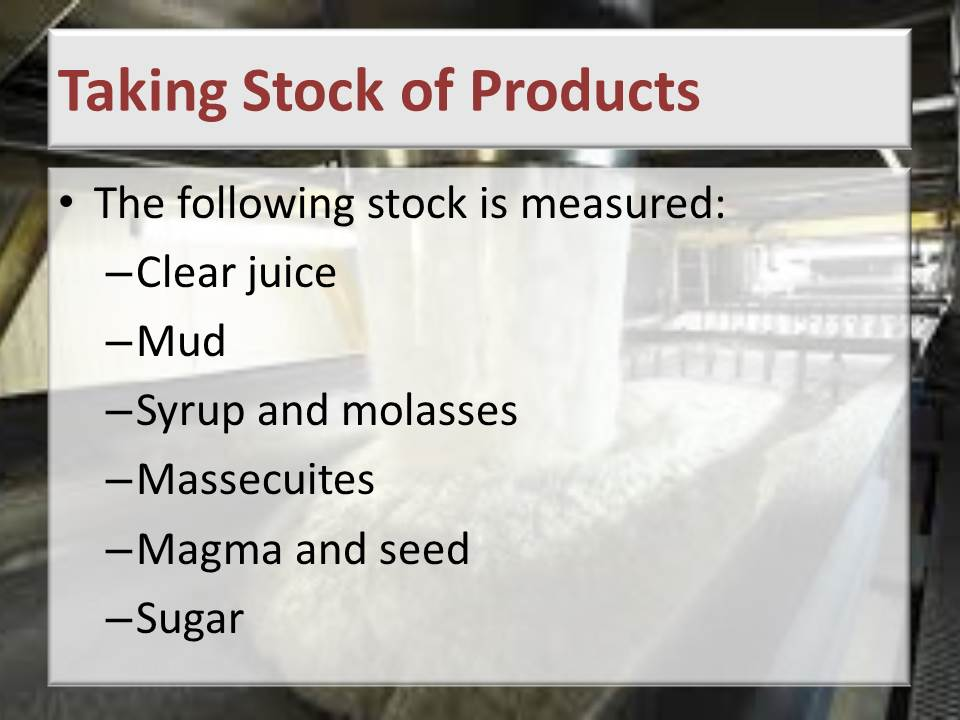 Taking Stock of Products
• The following stock is measured:
–Clear juice
–Mud
–Syrup and molasses
–Massecuites
–Magma and seed
–Sugar